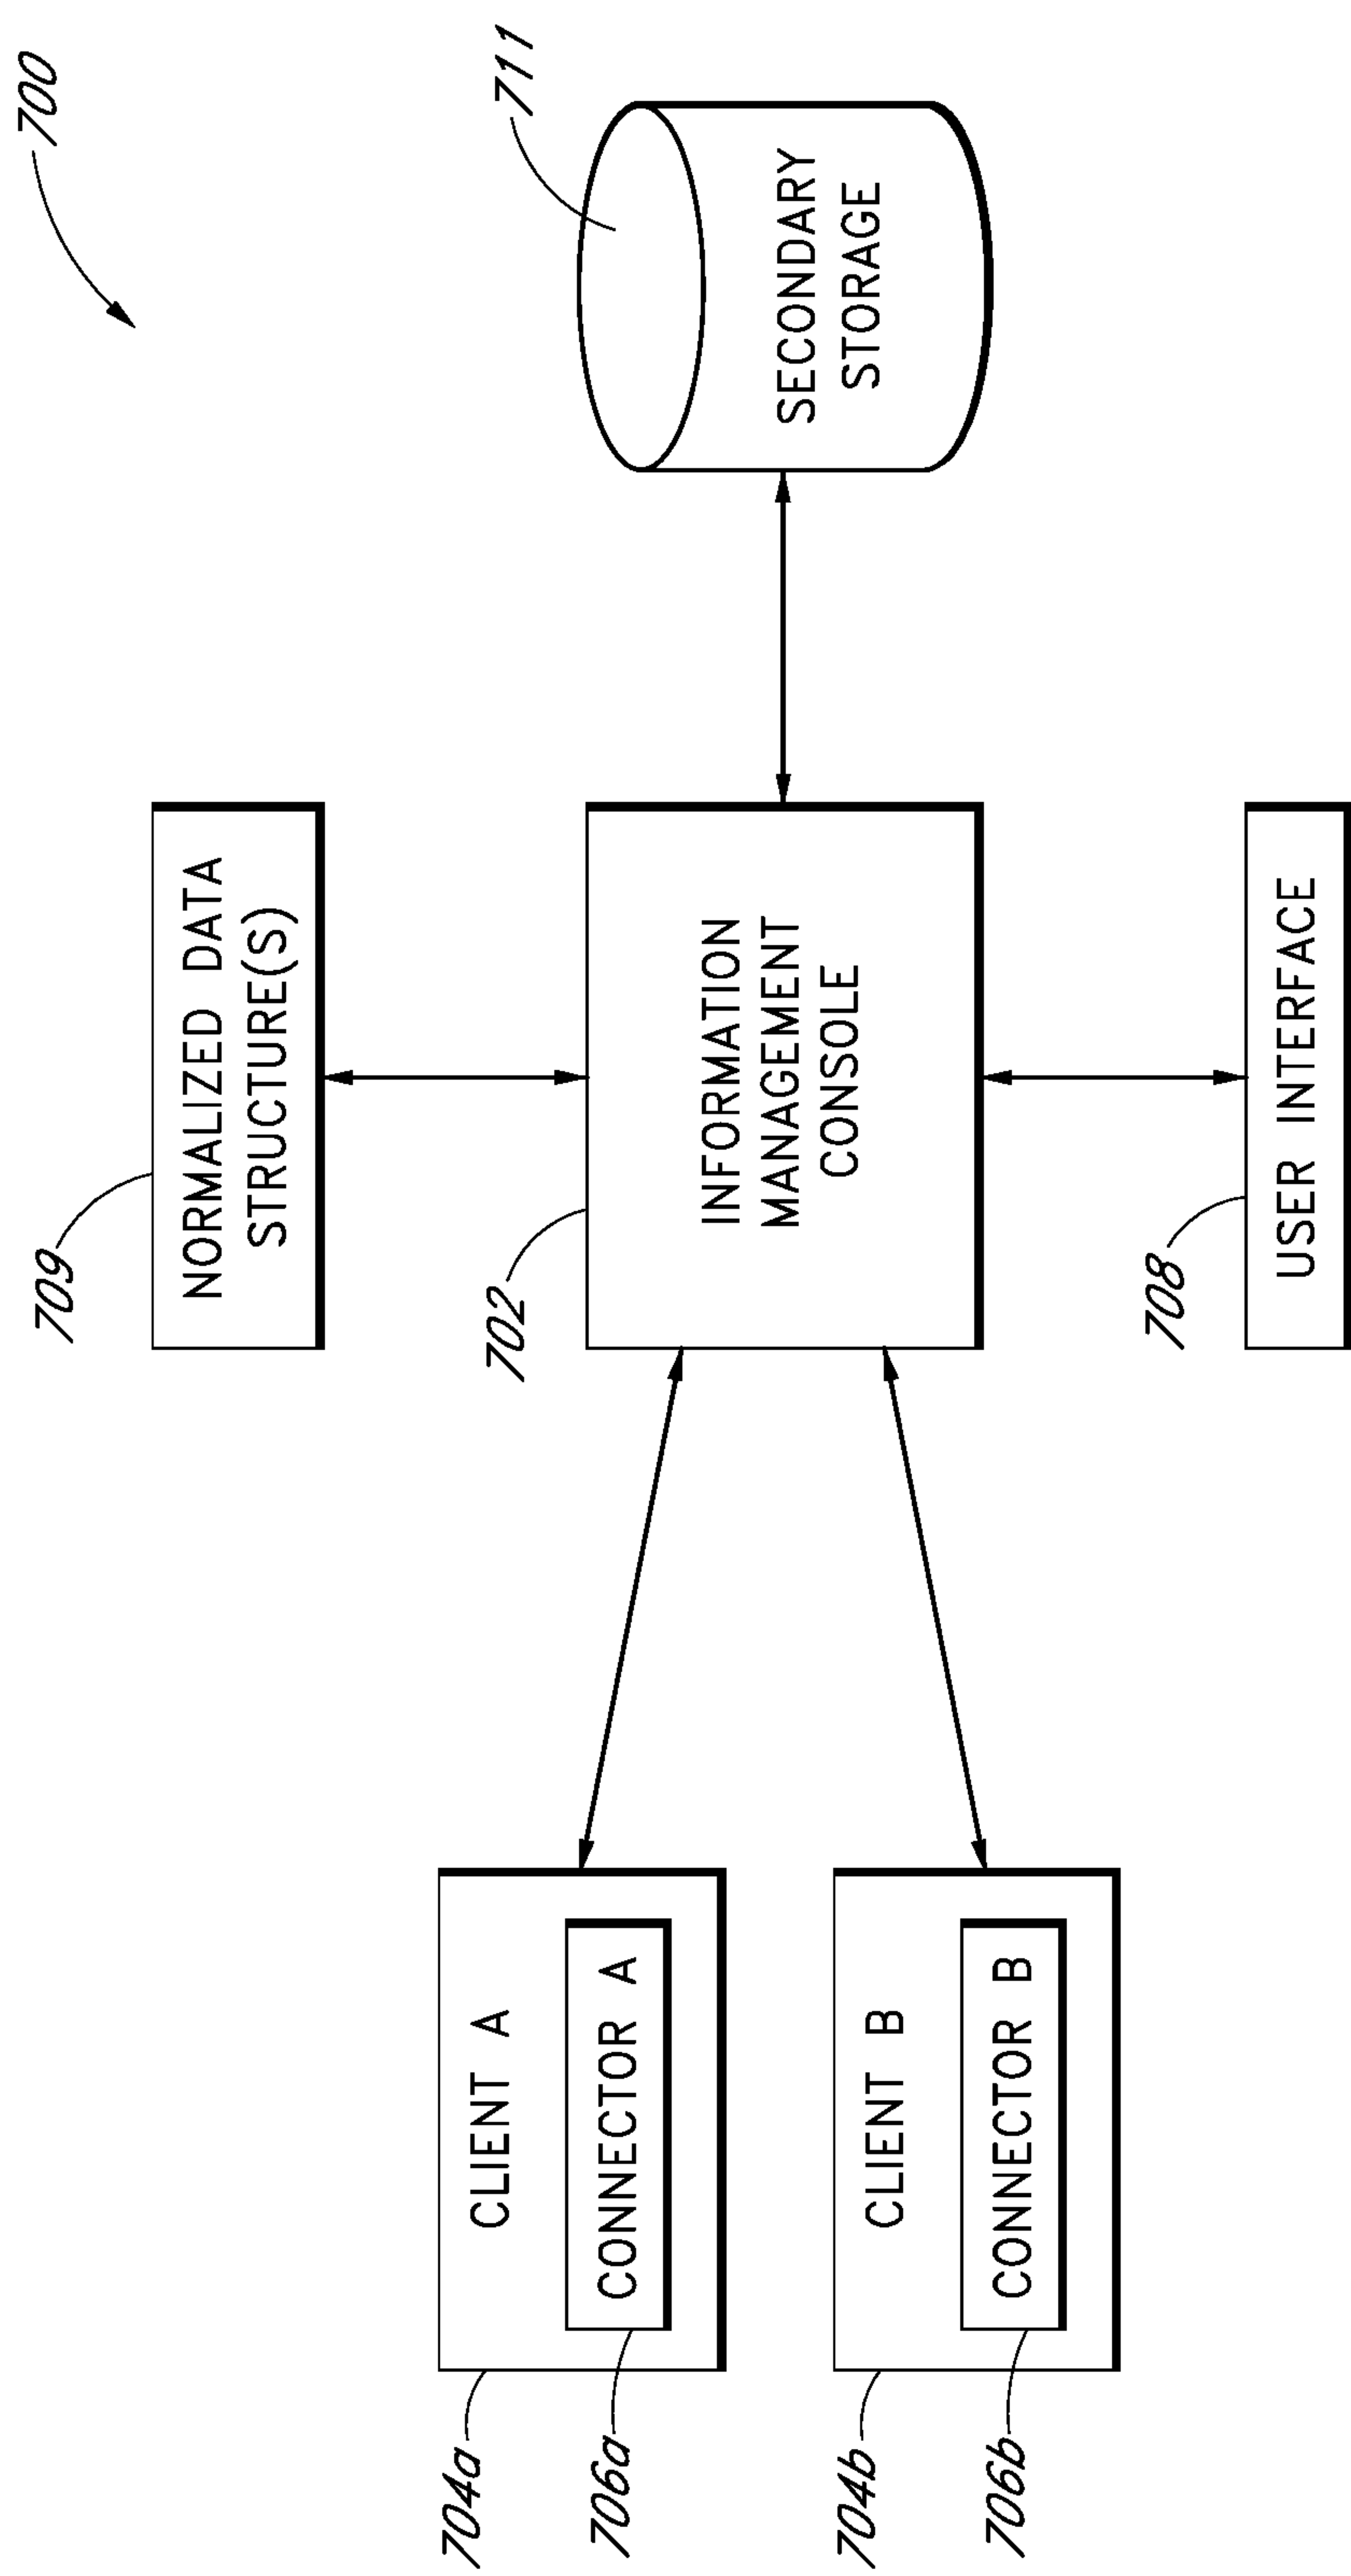 700
709
NORMALIZED DATA
STRUCTURE(S)
704a
CLIENT A
706a
CONNECTOR A
702
INFORMATION
MANAGEMENT
CONSOLE
711
SECONDARY
STORAGE
704b
CLIENT B
706b
CONNECTOR B
708
USER INTERFACE